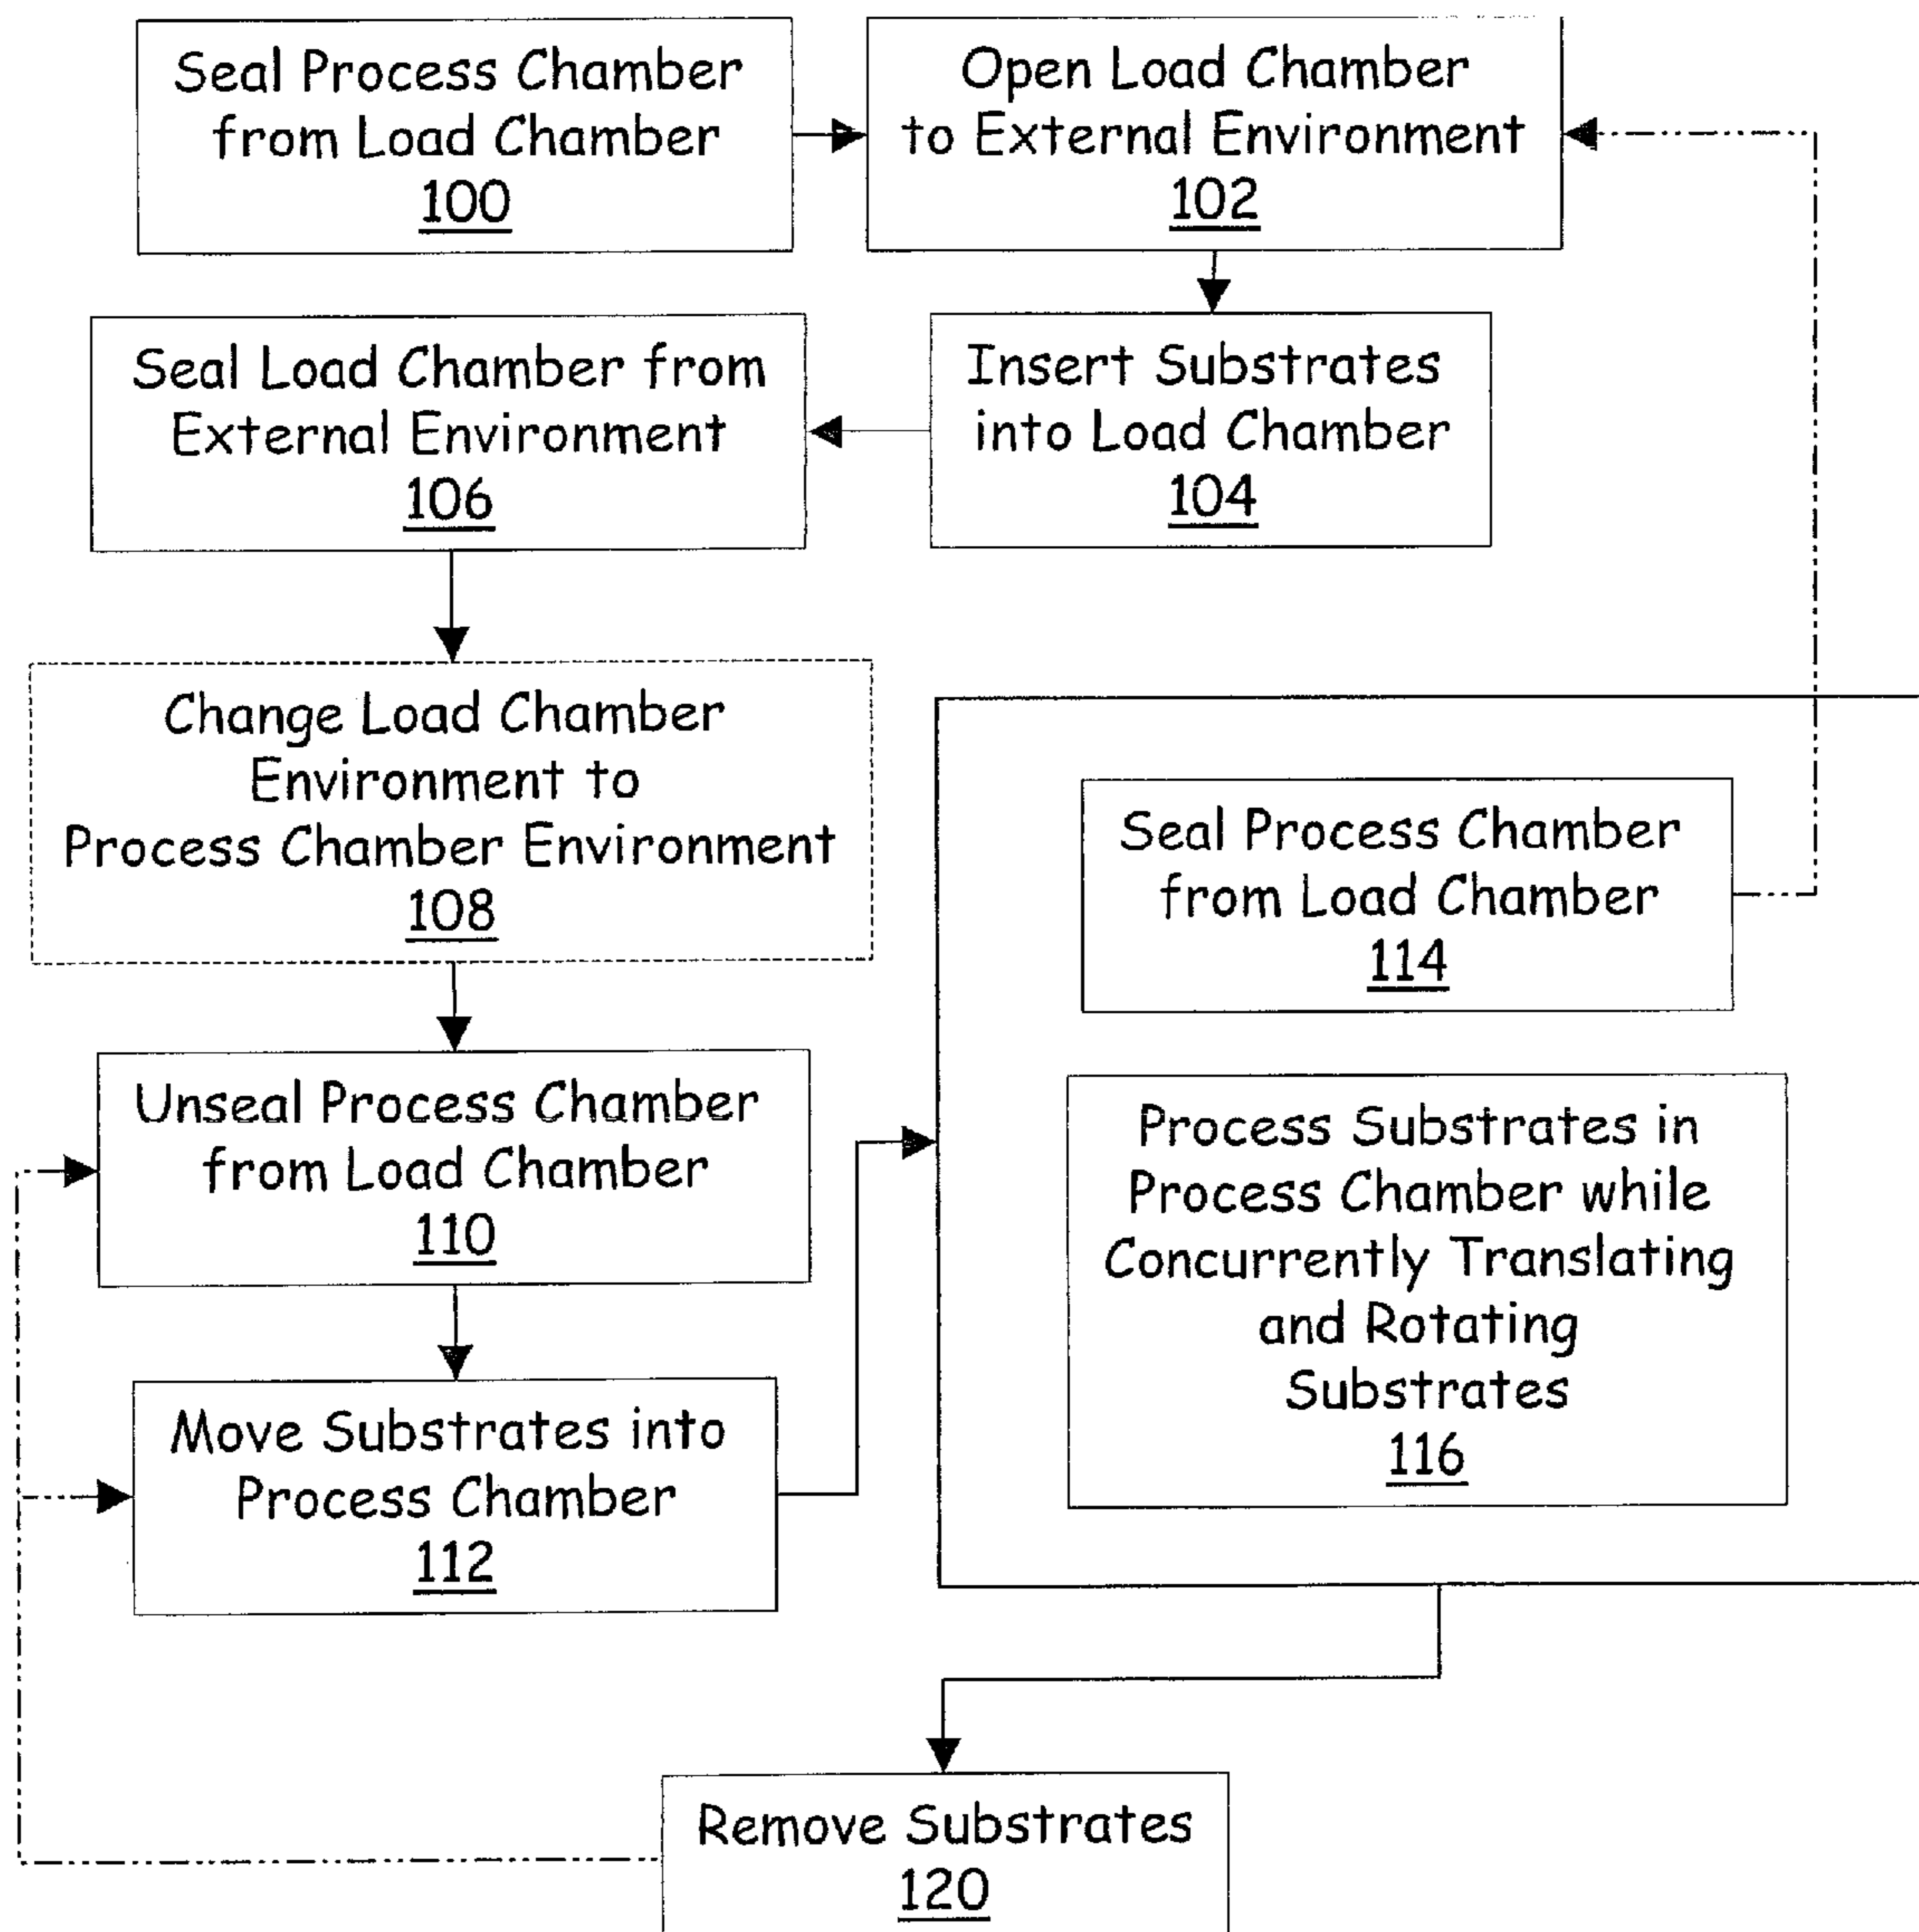 Seal Process Chamber
from Load Chamber
100
Open Load Chamber
to External Environment
102
Insert Substrates
into Load Chamber
104
Seal Load Chamber from
External Environment
106
Change Load Chamber
Environment to
Process Chamber Environment
108
Unseal Process Chamber
from Load Chamber
110
Move Substrates into
Process Chamber
112
Seal Process Chamber
from Load Chamber
114
Process Substrates in
Process Chamber while
Concurrently Translating
and Rotating
Substrates
116
Remove Substrates
120